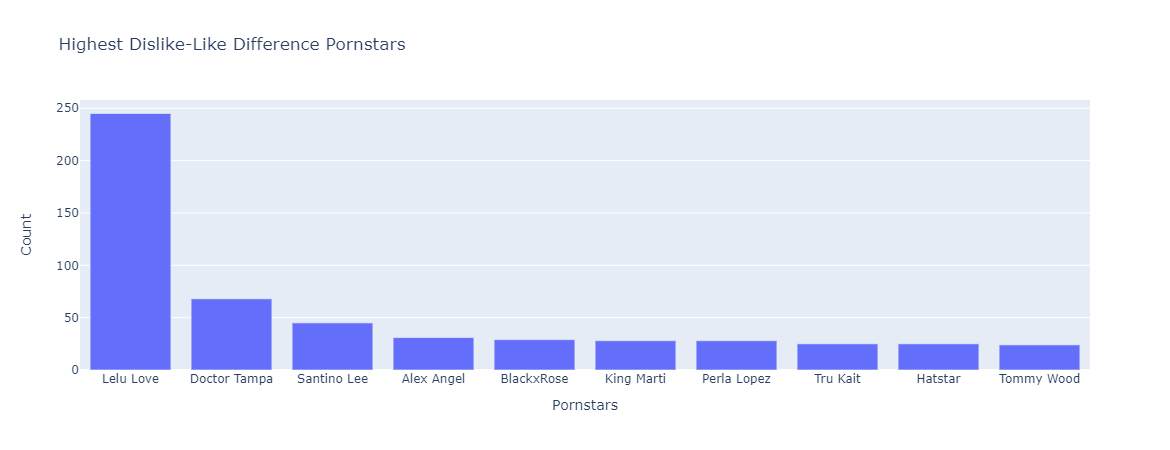 Highest Dislike-Like Difference Pornstars
250
200
150
100
50
0
Count
Lelu Love Doctor Tampa Santino Lee Alex Angel BlackxRose King Marti Perla Lopez Tru Kait Hatstar Tommy Wood
Pornstars